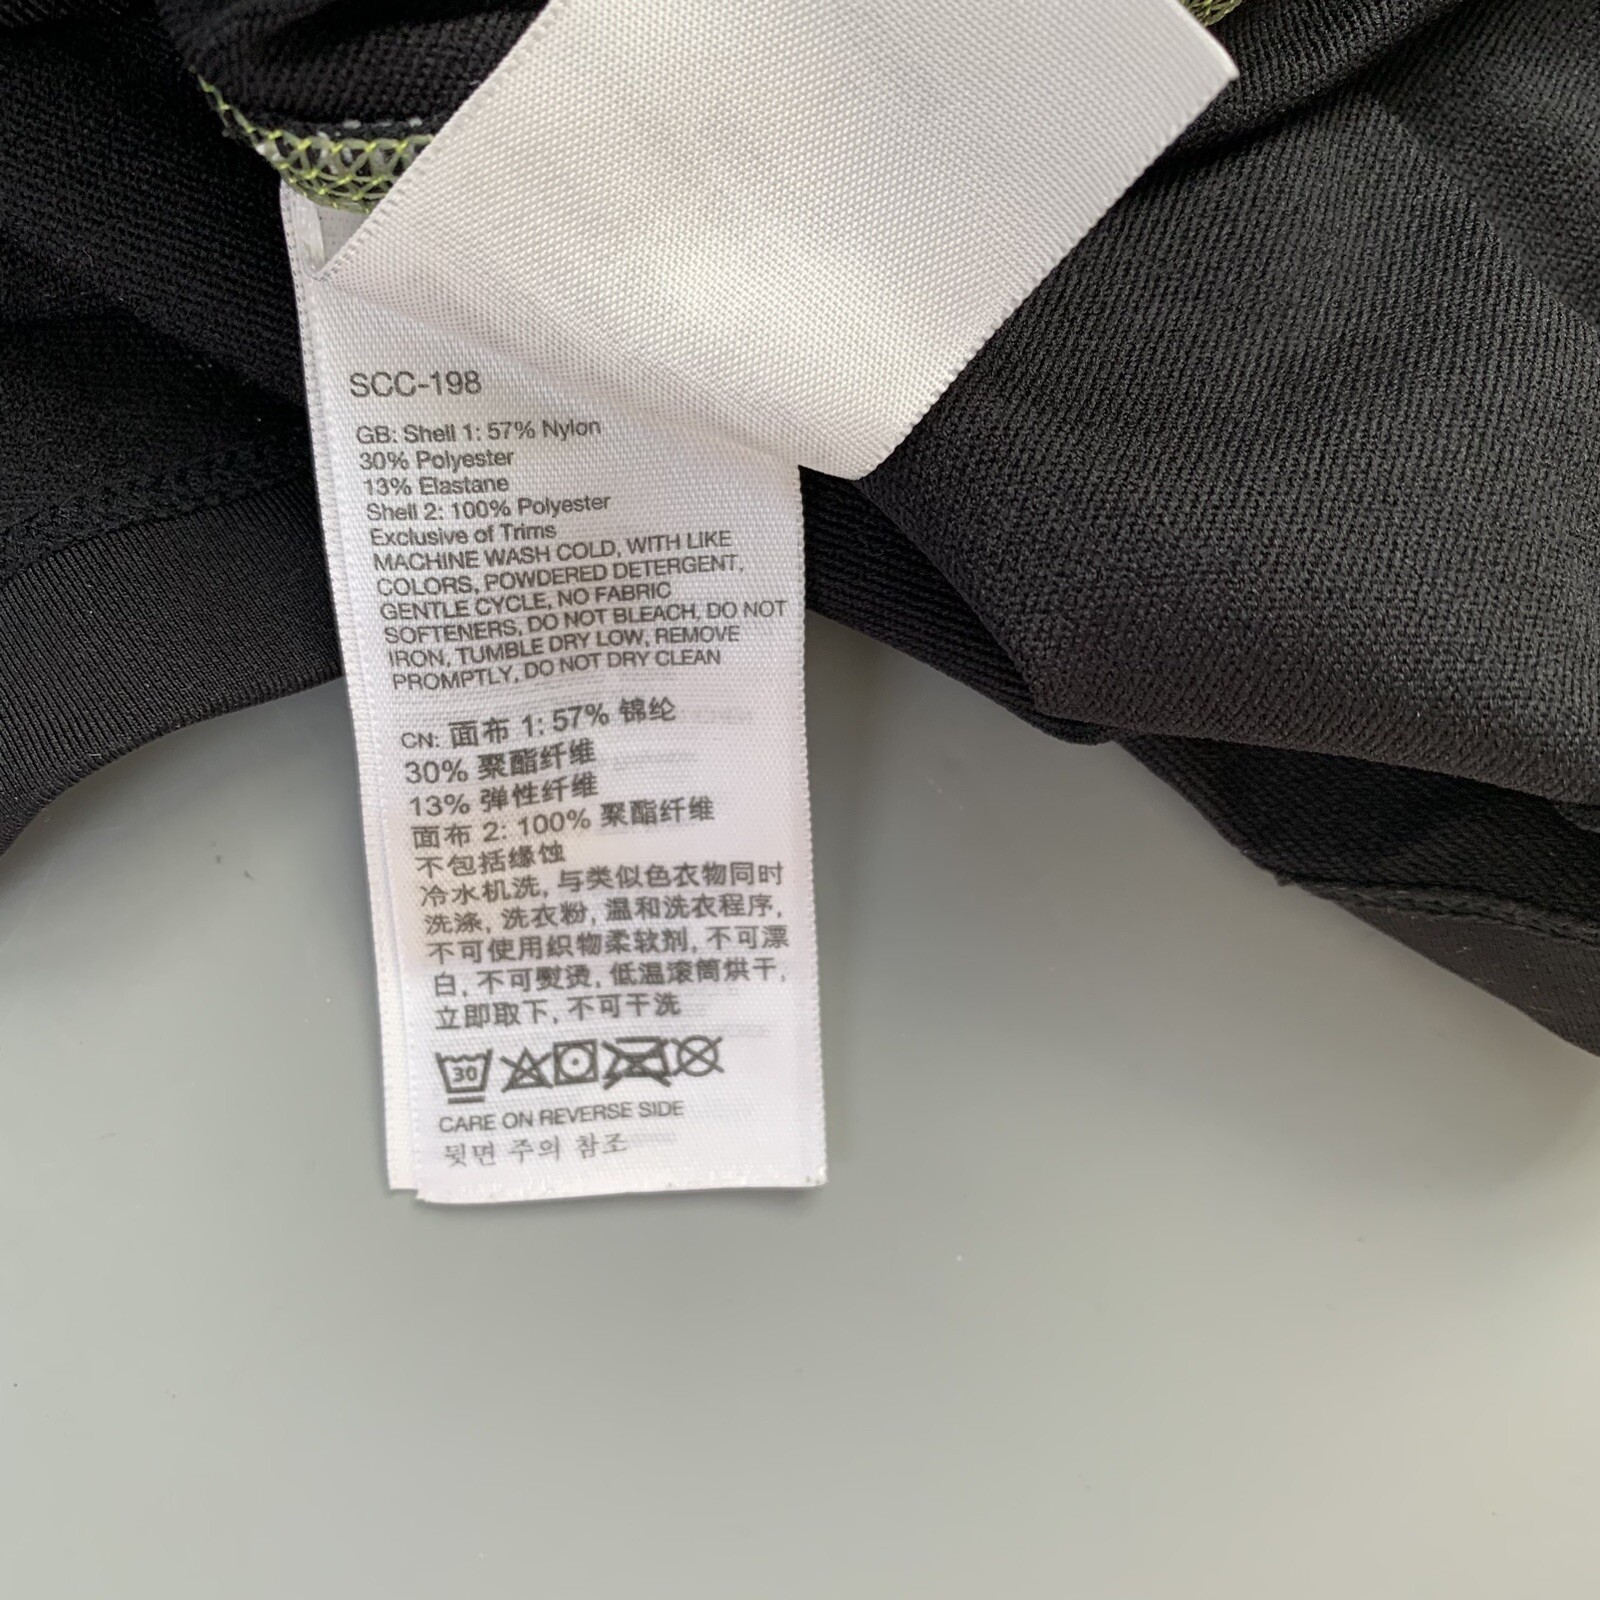 SCC-198
GB: Shell 1: 57% Nylon
30% Polyester
13% Elastane
Shell 2: 100% Polyester
Exclusive of Trims
MACHINE WASH COLD, WITH LIKE
COLORS, POWDERED DETERGENT,
GENTLE CYCLE, NO FABRIC
SOFTENERS, DO NOT BLEACH, DO NOT
IRON, TUMBLE DRY LOW, REMOVE
PROMPTLY, DO NOT DRY CLEAN
CN: 面布 1: 57% 锦纶
30% 聚酯纤维
13% 弹性纤维
面布 2: 100% 聚酯纤维
不包括缘蚀
冷水机洗, 与类似色衣物同时
洗涤, 洗衣粉, 温和洗衣程序,
不可使用织物柔软剂, 不可漂
白, 不可熨烫, 低温滚筒烘干,
立即取下, 不可干洗
30
CARE ON REVERSE SIDE
뒷면 주의 참조